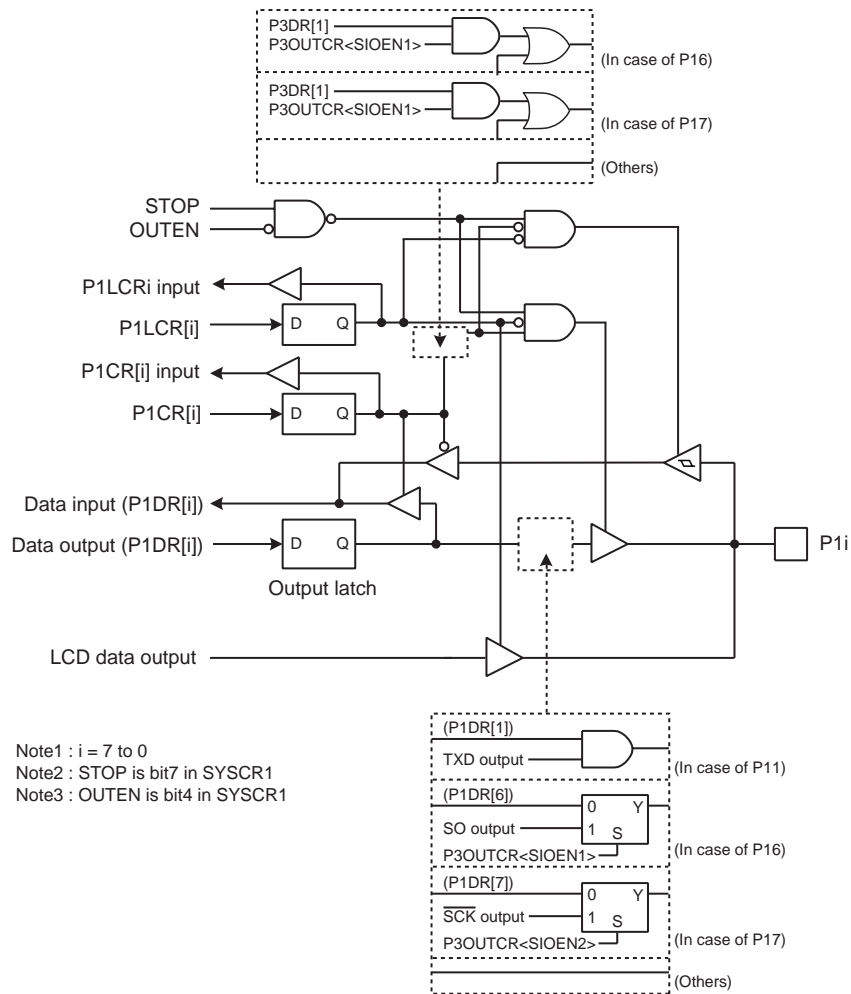 P3DR[1]
P3OUTCR<SIOEN1>
(In case of P16)
P3DR[1]
P3OUTCR<SIOEN1>
(In case of P17)
(Others)
STOP
OUTEN
P1LCRi input
P1LCR[i]
D Q
P1CR[i] input
P1CR[i]
D Q
Data input (P1DR[i])
Data output (P1DR[i])
D Q
Output latch
P1i
LCD data output
Note1 : i = 7 to 0
Note2 : STOP is bit7 in SYSCR1
Note3 : OUTEN is bit4 in SYSCR1
(P1DR[1])
TXD output
(In case of P11)
(P1DR[6])
0 Y
SO output
1 S
P3OUTCR<SIOEN1>
(In case of P16)
(P1DR[7])
0 Y
SCK output
1 S
P3OUTCR<SIOEN2>
(In case of P17)
(Others)